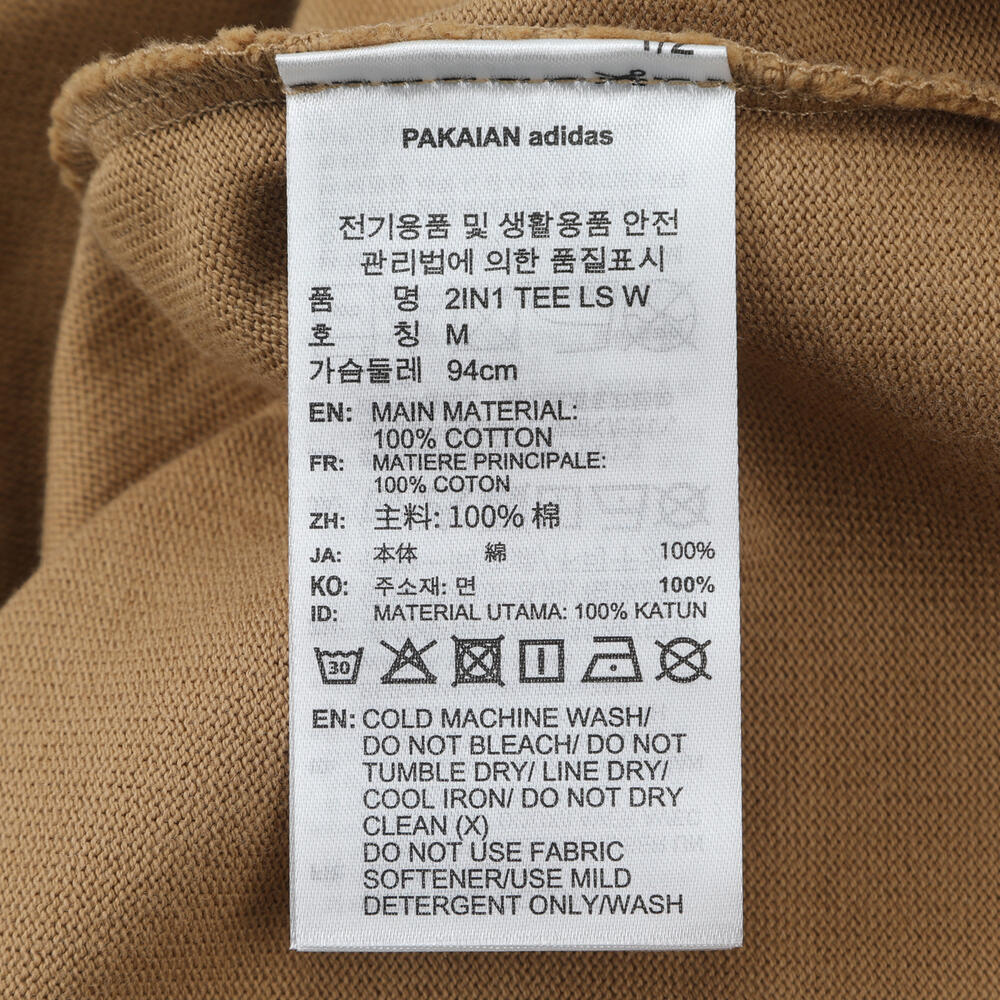 1/2
PAKAIAN adidas
전기용품 및 생활용품 안전
관리법에 의한 품질표시
품 명 2IN1 TEE LS W
호 칭 M
가슴둘레 94cm
EN: MAIN MATERIAL:
100% COTTON
FR: MATIERE PRINCIPALE:
100% COTON
ZH: 主料: 100% 棉
JA: 本体 綿 100%
KO: 주소재: 면 100%
ID: MATERIAL UTAMA: 100% KATUN
30
EN: COLD MACHINE WASH/
DO NOT BLEACH/ DO NOT
TUMBLE DRY/ LINE DRY/
COOL IRON/ DO NOT DRY
CLEAN (X)
DO NOT USE FABRIC
SOFTENER/USE MILD
DETERGENT ONLY/WASH